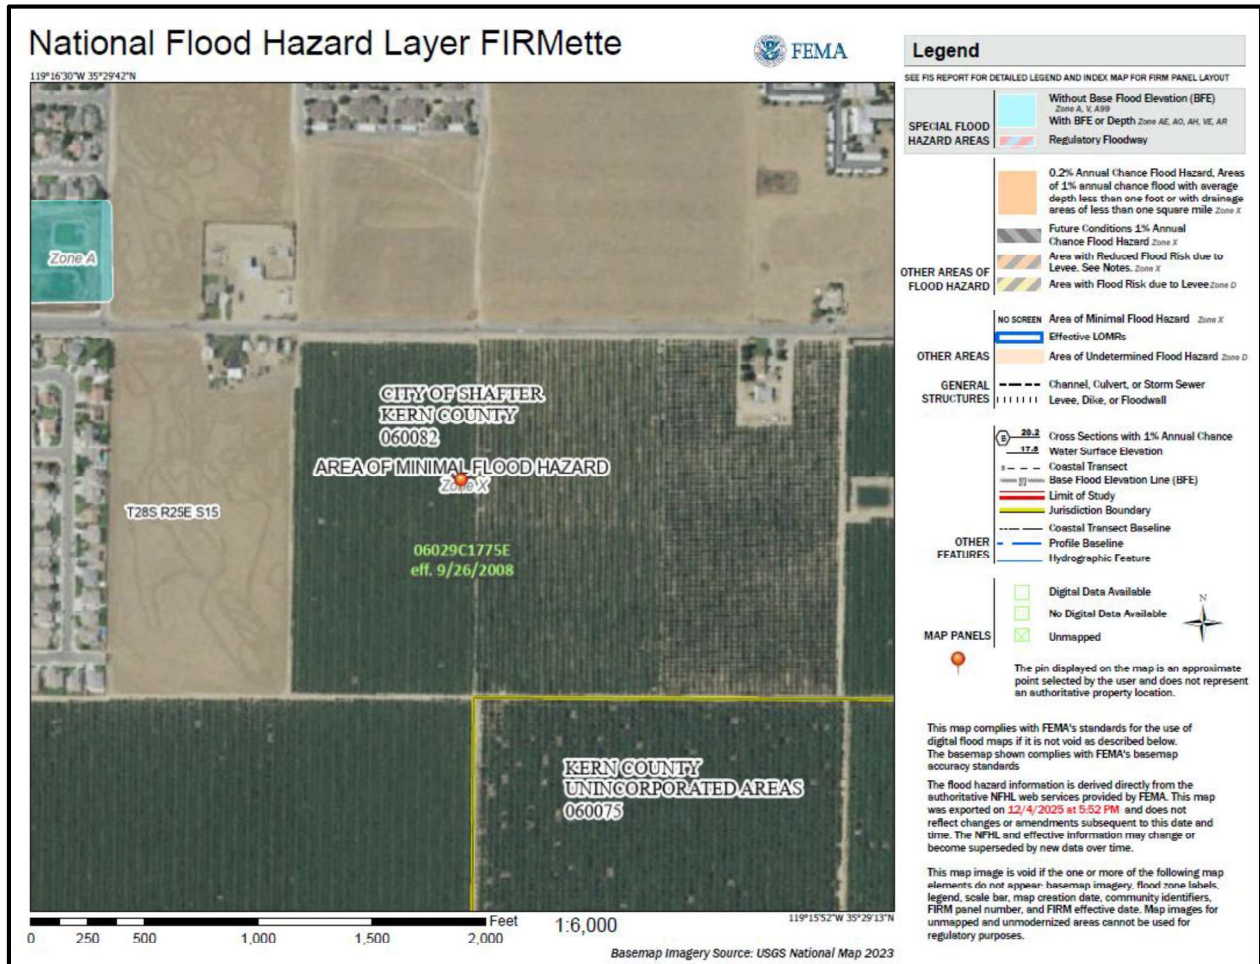 National Flood Hazard Layer FIRMette
FEMA
119°16'30"W 35°29'42"N
Zone A
CITY OF SHAFTER
KERN COUNTY
060082
AREA OF MINIMAL FLOOD HAZARD
Zone X
T28S R25E S15
06029C1775E
eff. 9/26/2008
KERN COUNTY
UNINCORPORATED AREAS
060075
119°15'52"W 35°29'13"N
Feet
1:6,000
0 250 500 1,000 1,500 2,000
Basemap Imagery Source: USGS National Map 2023
Legend
SEE FIS REPORT FOR DETAILED LEGEND AND INDEX MAP FOR FIRM PANEL LAYOUT
SPECIAL FLOOD
HAZARD AREAS
Without Base Flood Elevation (BFE)
Zone A, V, A99
With BFE or Depth Zone AE, AO, AH, VE, AR
Regulatory Floodway
0.2% Annual Chance Flood Hazard, Areas
of 1% annual chance flood with average
depth less than one foot or with drainage
areas of less than one square mile Zone X
Future Conditions 1% Annual
Chance Flood Hazard Zone X
Area with Reduced Flood Risk due to
Levee. See Notes. Zone X
Area with Flood Risk due to Levee Zone D
OTHER AREAS OF
FLOOD HAZARD
NO SCREEN Area of Minimal Flood Hazard Zone X
Effective LOMRs
OTHER AREAS
Area of Undetermined Flood Hazard Zone D
GENERAL
STRUCTURES
Channel, Culvert, or Storm Sewer
Levee, Dike, or Floodwall
B 20.2 Cross Sections with 1% Annual Chance
17.5 Water Surface Elevation
8 Coastal Transect
Base Flood Elevation Line (BFE)
Limit of Study
Jurisdiction Boundary
Coastal Transect Baseline
OTHER
FEATURES
Profile Baseline
Hydrographic Feature
Digital Data Available
No Digital Data Available
MAP PANELS
Unmapped
N
The pin displayed on the map is an approximate
point selected by the user and does not represent
an authoritative property location.
This map complies with FEMA's standards for the use of
digital flood maps if it is not void as described below.
The basemap shown complies with FEMA's basemap
accuracy standards
The flood hazard information is derived directly from the
authoritative NFHL web services provided by FEMA. This map
was exported on 12/4/2025 at 5:52 PM and does not
reflect changes or amendments subsequent to this date and
time. The NFHL and effective information may change or
become superseded by new data over time.
This map image is void if the one or more of the following map
elements do not appear: basemap imagery, flood zone labels,
legend, scale bar, map creation date, community identifiers,
FIRM panel number, and FIRM effective date. Map images for
unmapped and unmodernized areas cannot be used for
regulatory purposes.